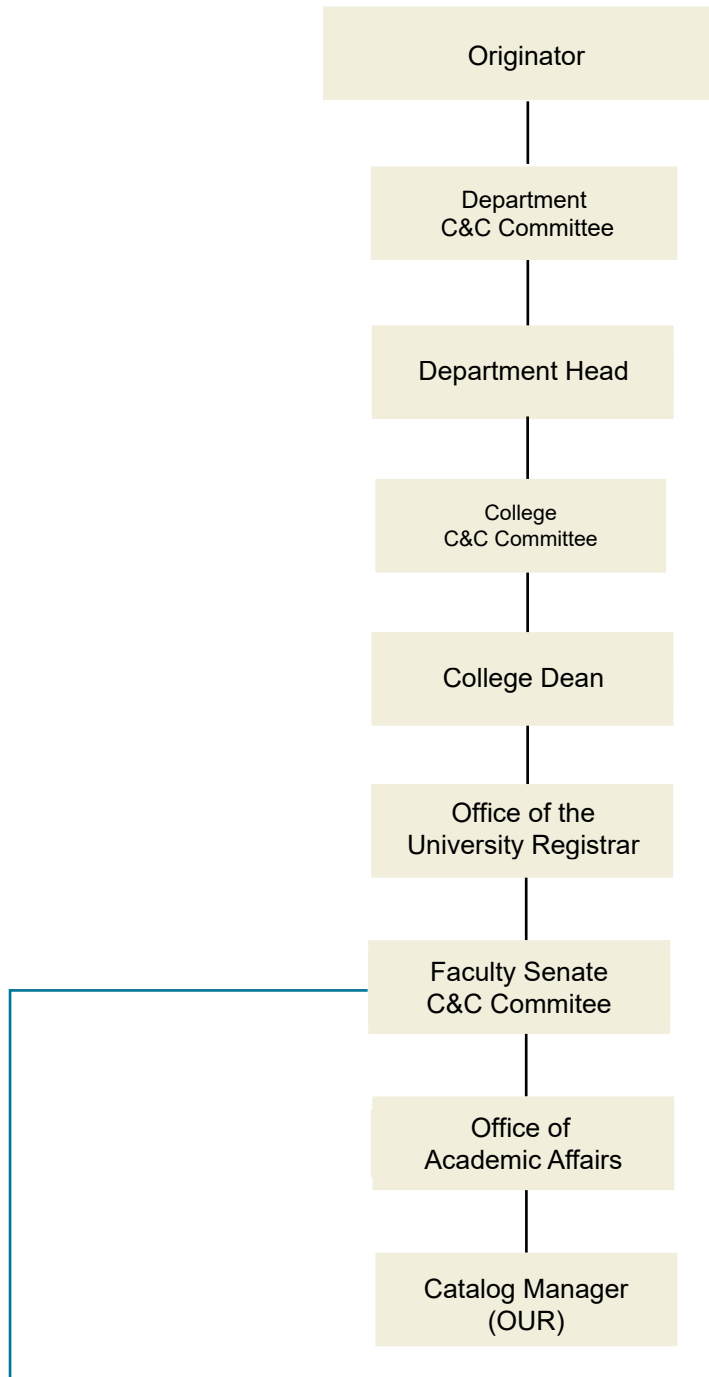 Originator
Department
C&C Committee
Department Head
College
C&C Committee
College Dean
Office of the
University Registrar
Faculty Senate
C&C Commitee
Office of
Academic Affairs
Catalog Manager
(OUR)